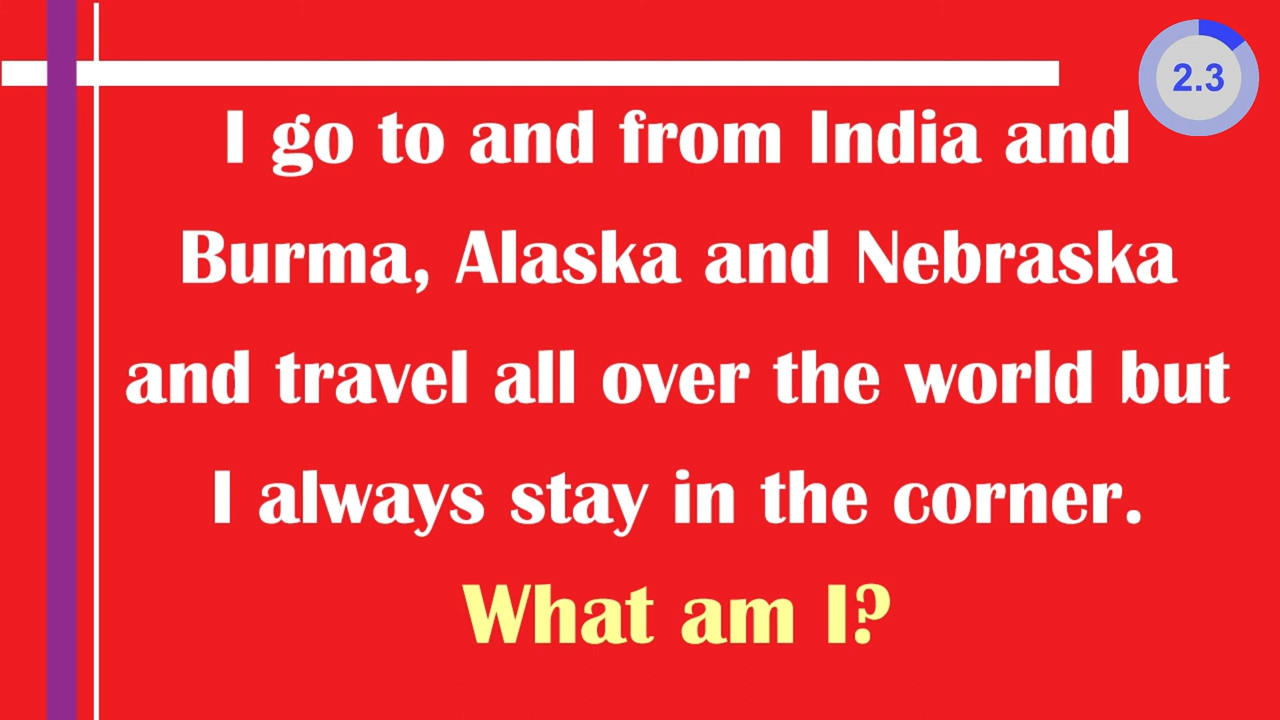 2.3
I go to and from India and
Burma, Alaska and Nebraska
and travel all over the world but
I always stay in the corner.
What am I?